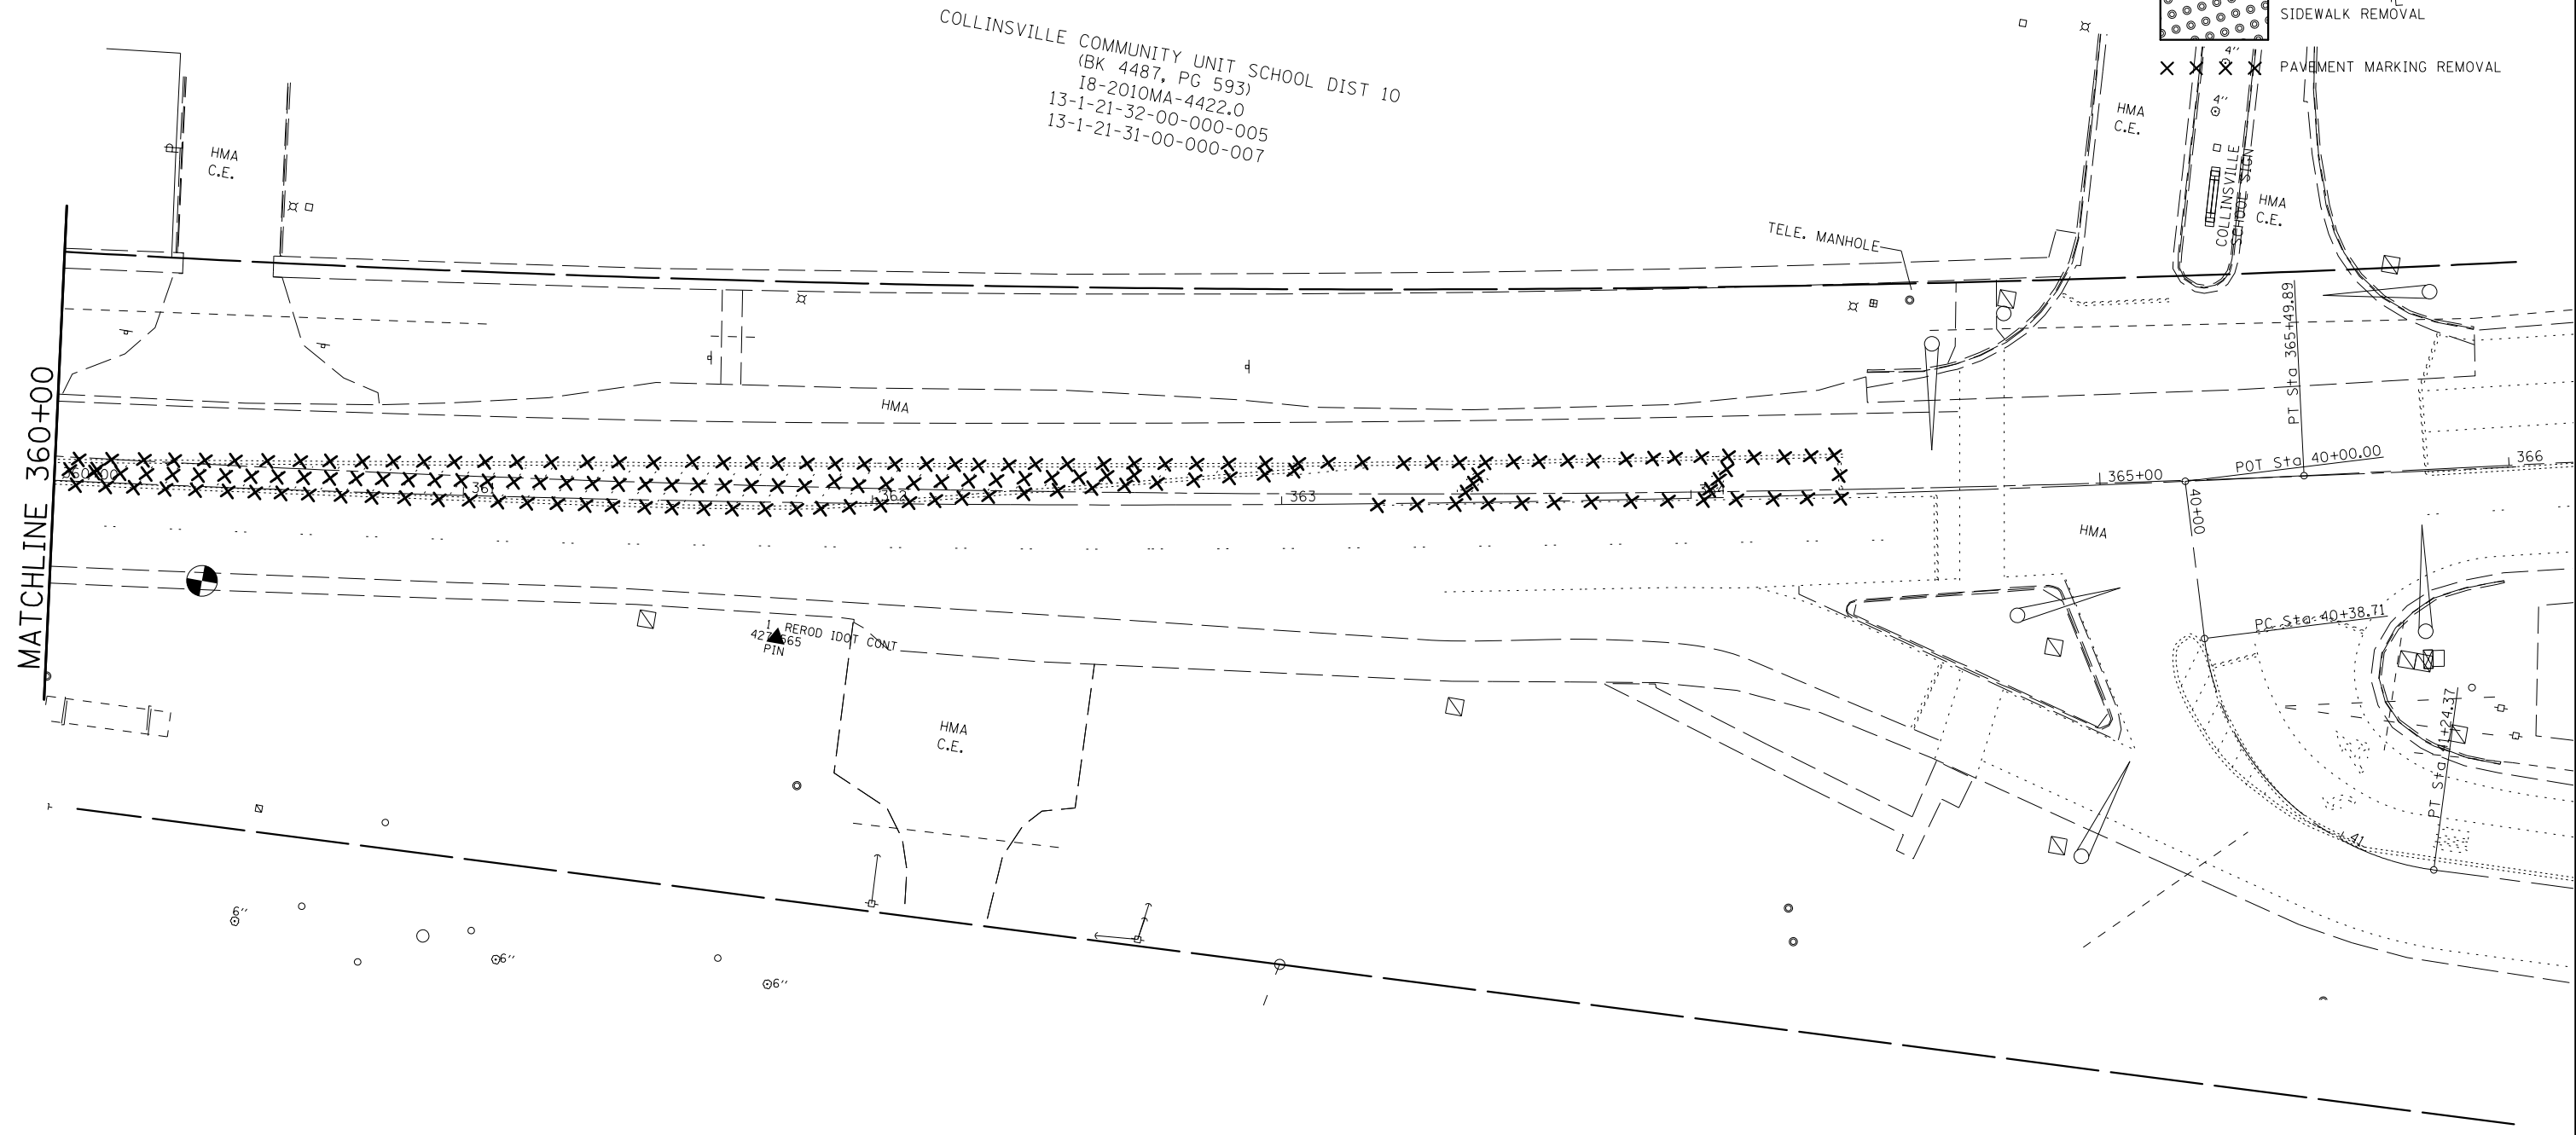 COLLINSVILLE COMMUNITY UNIT SCHOOL DIST 10
(BK 4487, PG 593)
I8-2010MA-4422.0
13-1-21-32-00-000-005
13-1-21-31-00-000-007
SIDEWALK REMOVAL
PAVEMENT MARKING REMOVAL
4''
4''
HMA
C.E.
HMA
C.E.
COLLINSVILLE
SCHOOL SIGN
HMA
C.E.
TELE. MANHOLE
PT Sta 365+49.89
MATCHLINE 360+00
HMA
POT Sta 40+00.00
366
365+00
361
362
363
40+00
HMA
PC Sta 40+38.71
1 REROD IDOT CONT
PIN
HMA
C.E.
PT Sta 41+24.37
41
6''
6''
6''